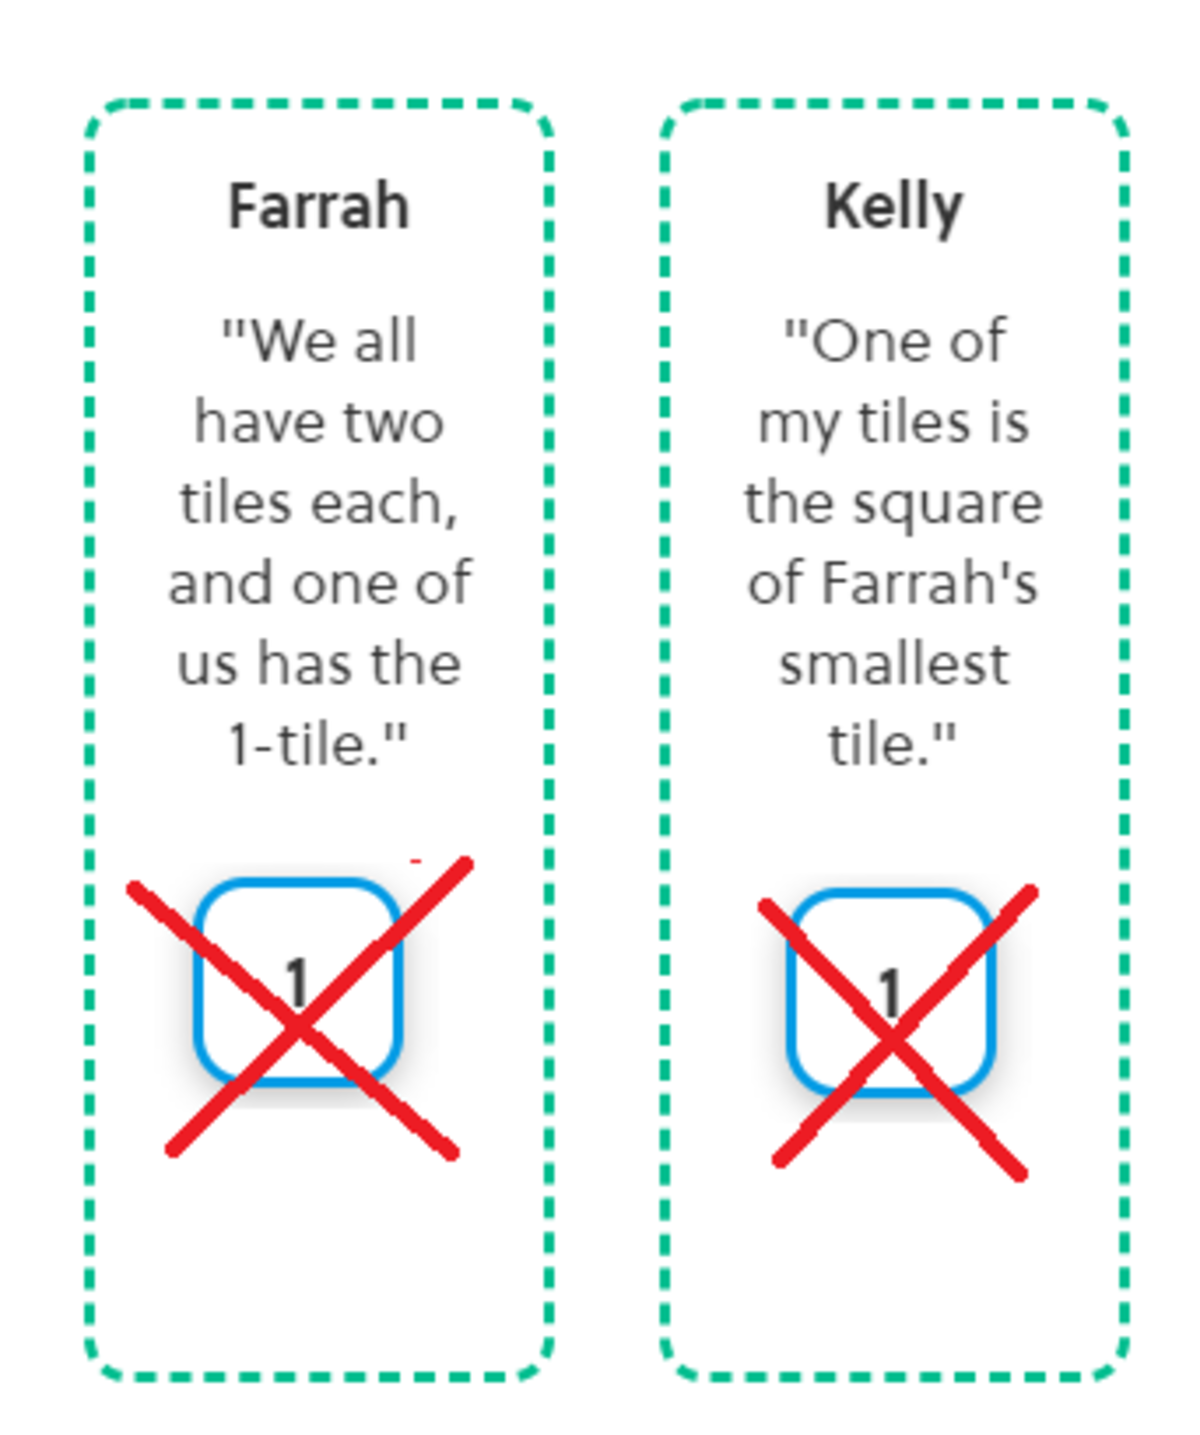 Farrah
"We all
have two
tiles each,
and one of
us has the
1-tile."
1
Kelly
"One of
my tiles is
the square
of Farrah's
smallest
tile."
1